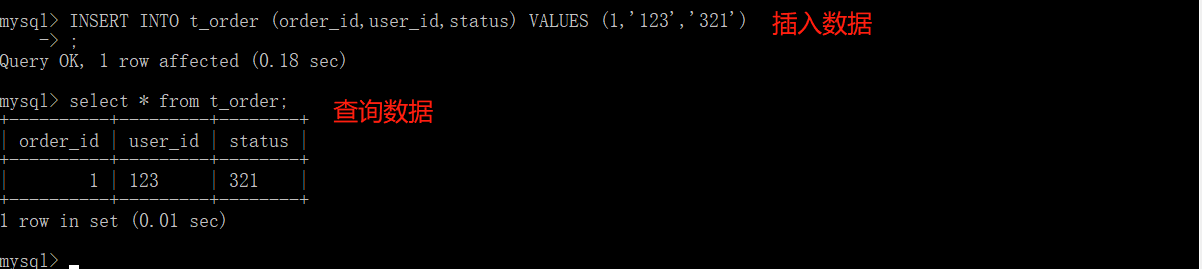 mysql> INSERT INTO t_order (order_id,user_id,status) VALUES (1,'123','321') 插入数据
    -> ;
Query OK, 1 row affected (0.18 sec)
mysql> select * from t_order; 查询数据
+----------+---------+--------+
| order_id | user_id | status |
+----------+---------+--------+
|        1 | 123     | 321    |
+----------+---------+--------+
1 row in set (0.01 sec)
mysql>